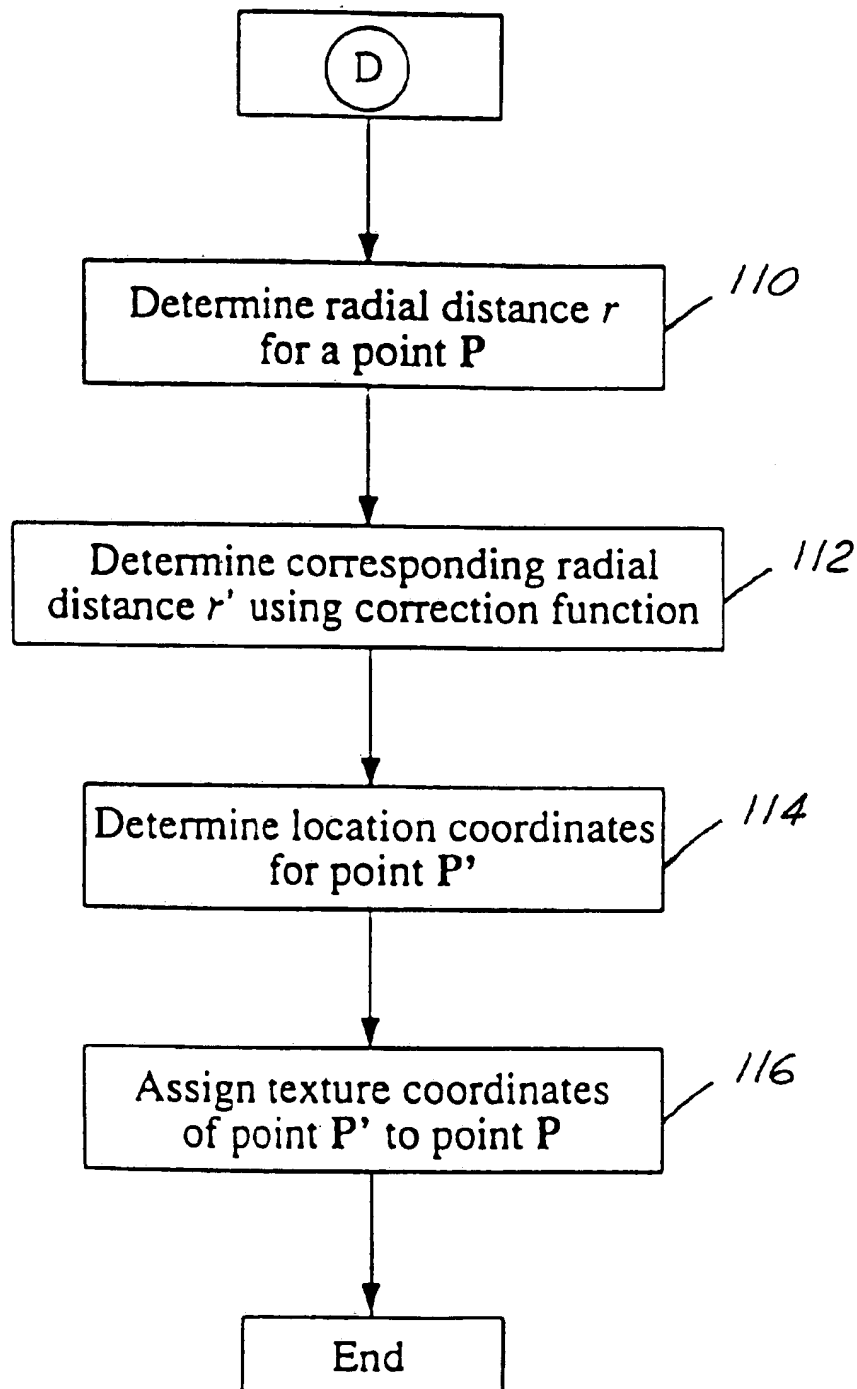 D
Determine radial distance r
for a point P
110
Determine corresponding radial
distance r' using correction function
112
Determine location coordinates
for point P'
114
Assign texture coordinates
of point P' to point P
116
End